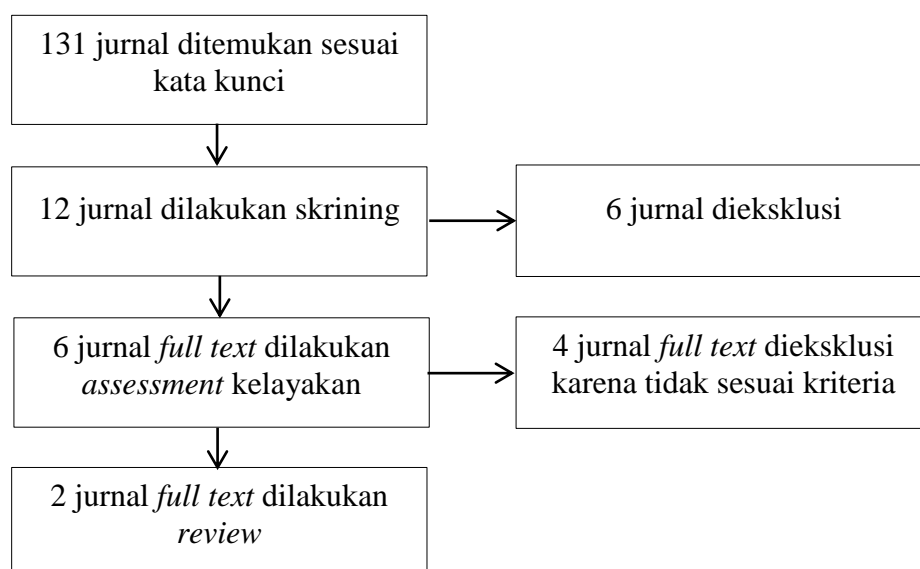 131 jurnal ditemukan sesuai
kata kunci
12 jurnal dilakukan skrining
6 jurnal dieksklusi
6 jurnal full text dilakukan
assessment kelayakan
4 jurnal full text dieksklusi
karena tidak sesuai kriteria
2 jurnal full text dilakukan
review